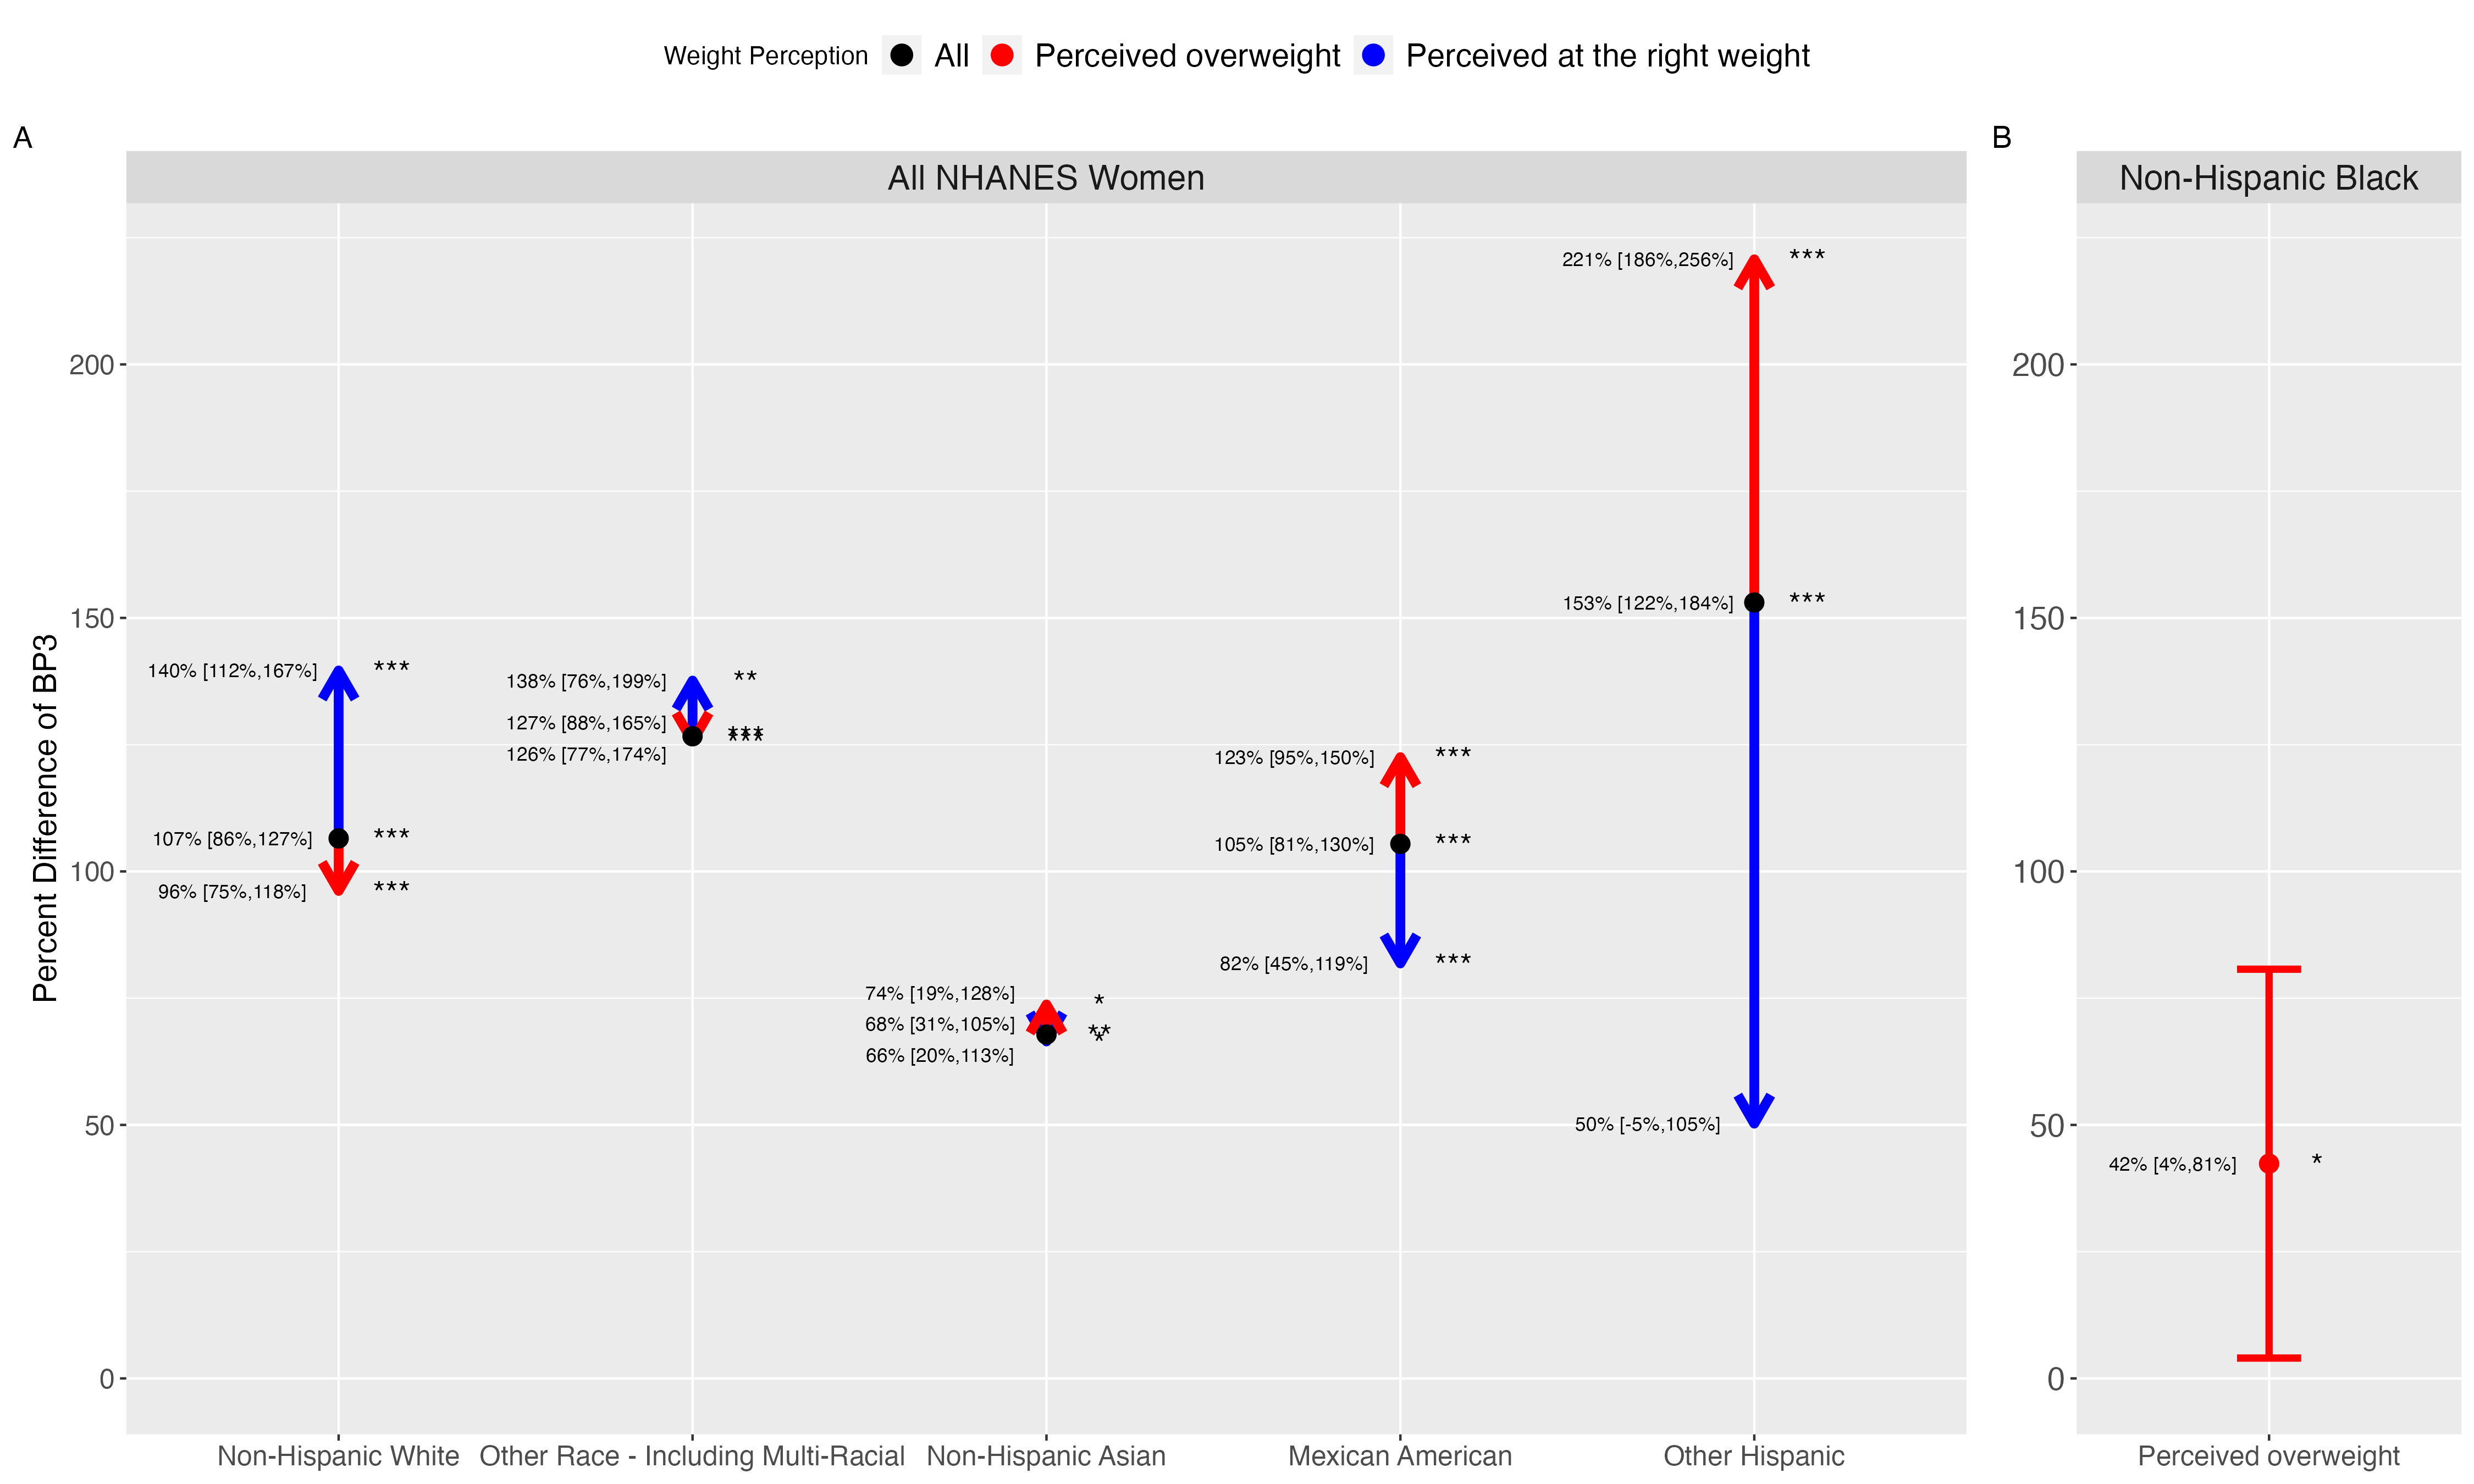 Weight Perception All Perceived overweight Perceived at the right weight
A
All NHANES Women
Percent Difference of BP3
200
150
100
50
0
140% [112%,167%] ***
107% [86%,127%] ***
96% [75%,118%] ***
138% [76%,199%] **
127% [88%,165%] ***
126% [77%,174%] ***
74% [19%,128%] *
68% [31%,105%] **
66% [20%,113%] *
123% [95%,150%] ***
105% [81%,130%] ***
82% [45%,119%] ***
221% [186%,256%] ***
153% [122%,184%] ***
50% [-5%,105%]
Non-Hispanic White
Other Race - Including Multi-Racial
Non-Hispanic Asian
Mexican American
Other Hispanic
B
Non-Hispanic Black
200
150
100
50
0
42% [4%,81%] *
Perceived overweight